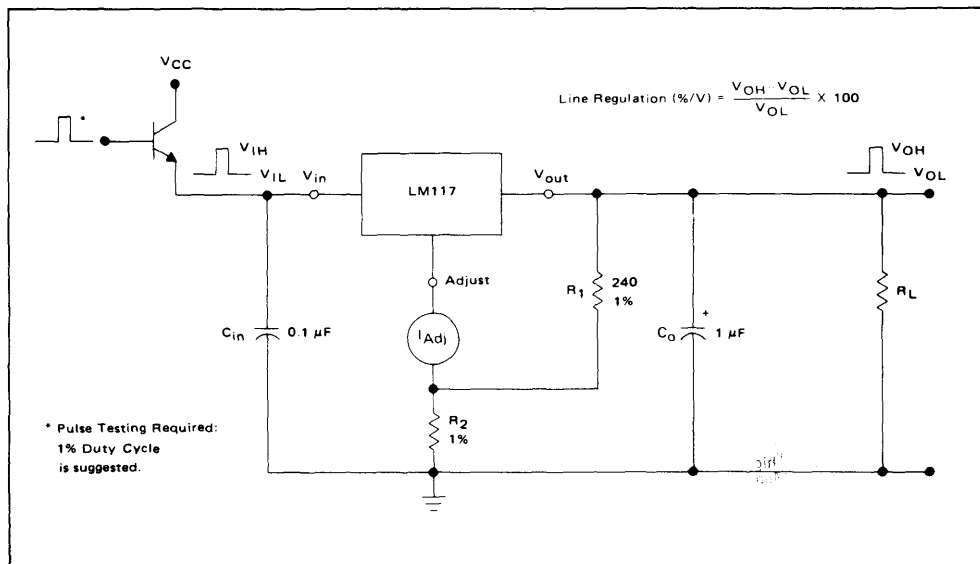 VCC
Line Regulation (%/V) = VOH - VOL / VOL X 100
*
VIH
VIL
Vin
LM117
Vout
VOH
VOL
Adjust
R1
240
1%
RL
Cin
0.1 µF
IAdj
Co
+
1 µF
R2
1%
* Pulse Testing Required:
1% Duty Cycle
is suggested.